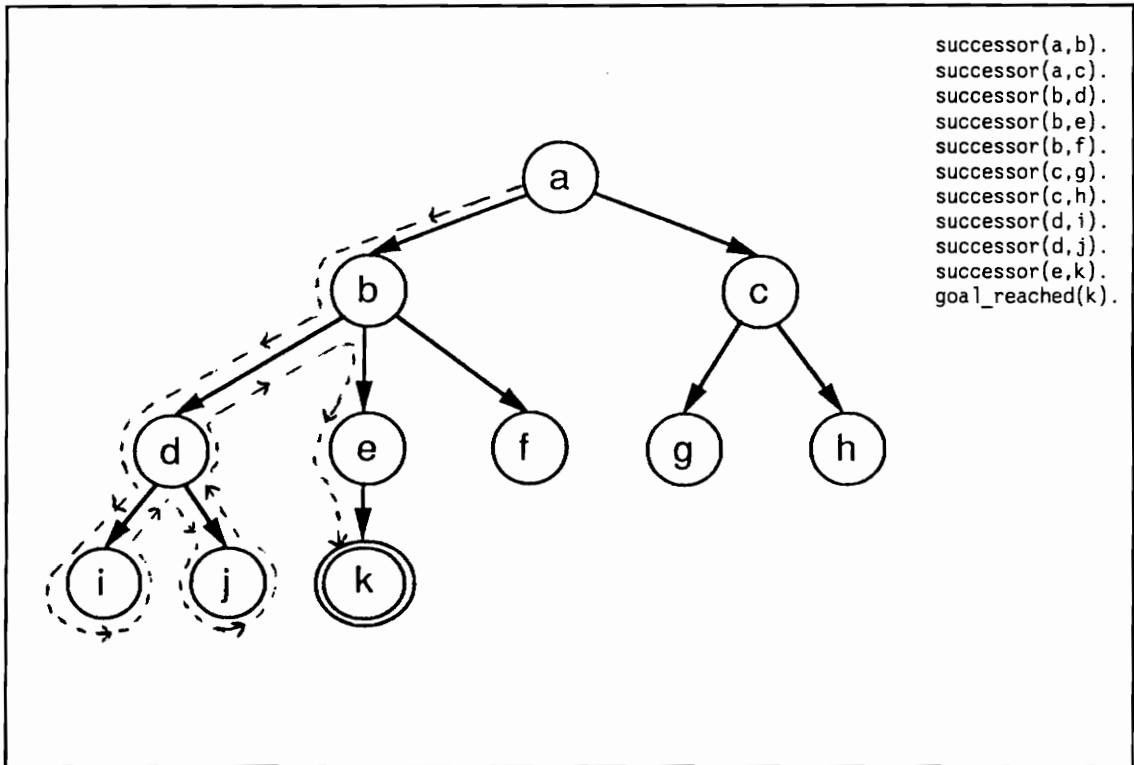 successor(a,b).
successor(a,c).
successor(b,d).
successor(b,e).
successor(b,f).
successor(c,g).
successor(c,h).
successor(d,i).
successor(d,j).
successor(e,k).
goal_reached(k).
a
b
c
d
e
f
g
h
i
j
k